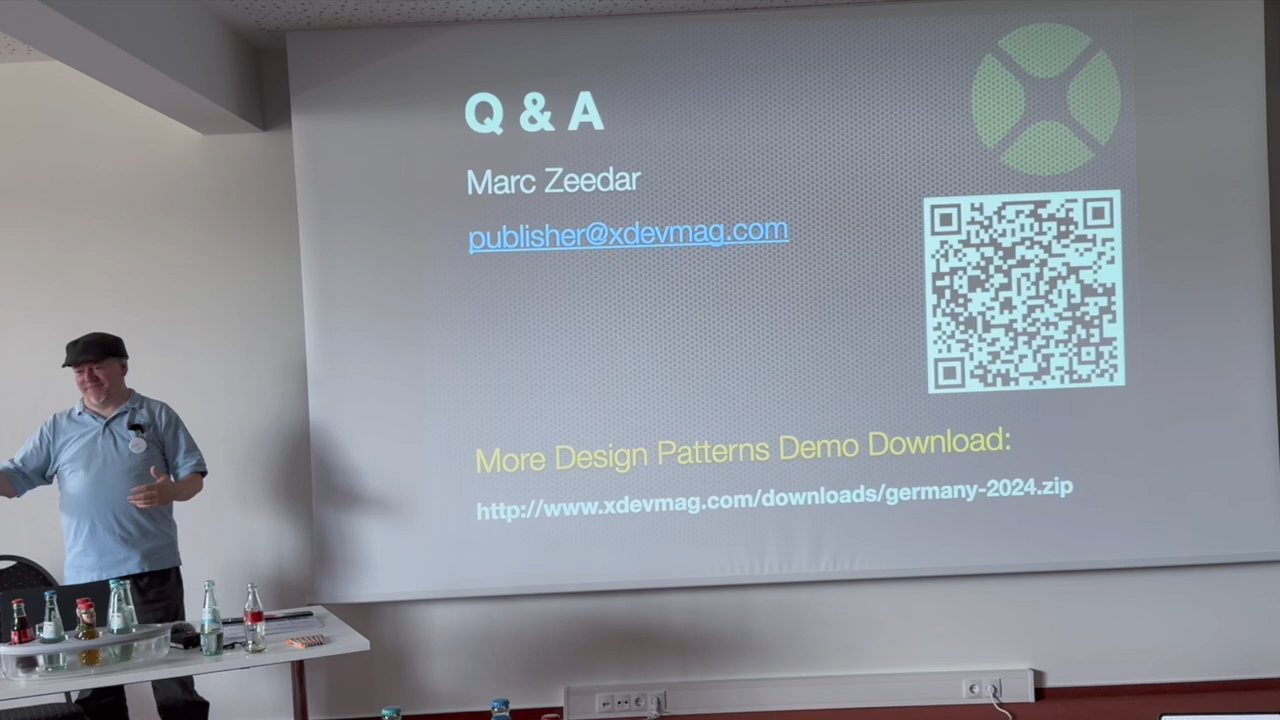 Q & A
Marc Zeedar
publisher@xdevmag.com
More Design Patterns Demo Download:
http://www.xdevmag.com/downloads/germany-2024.zip